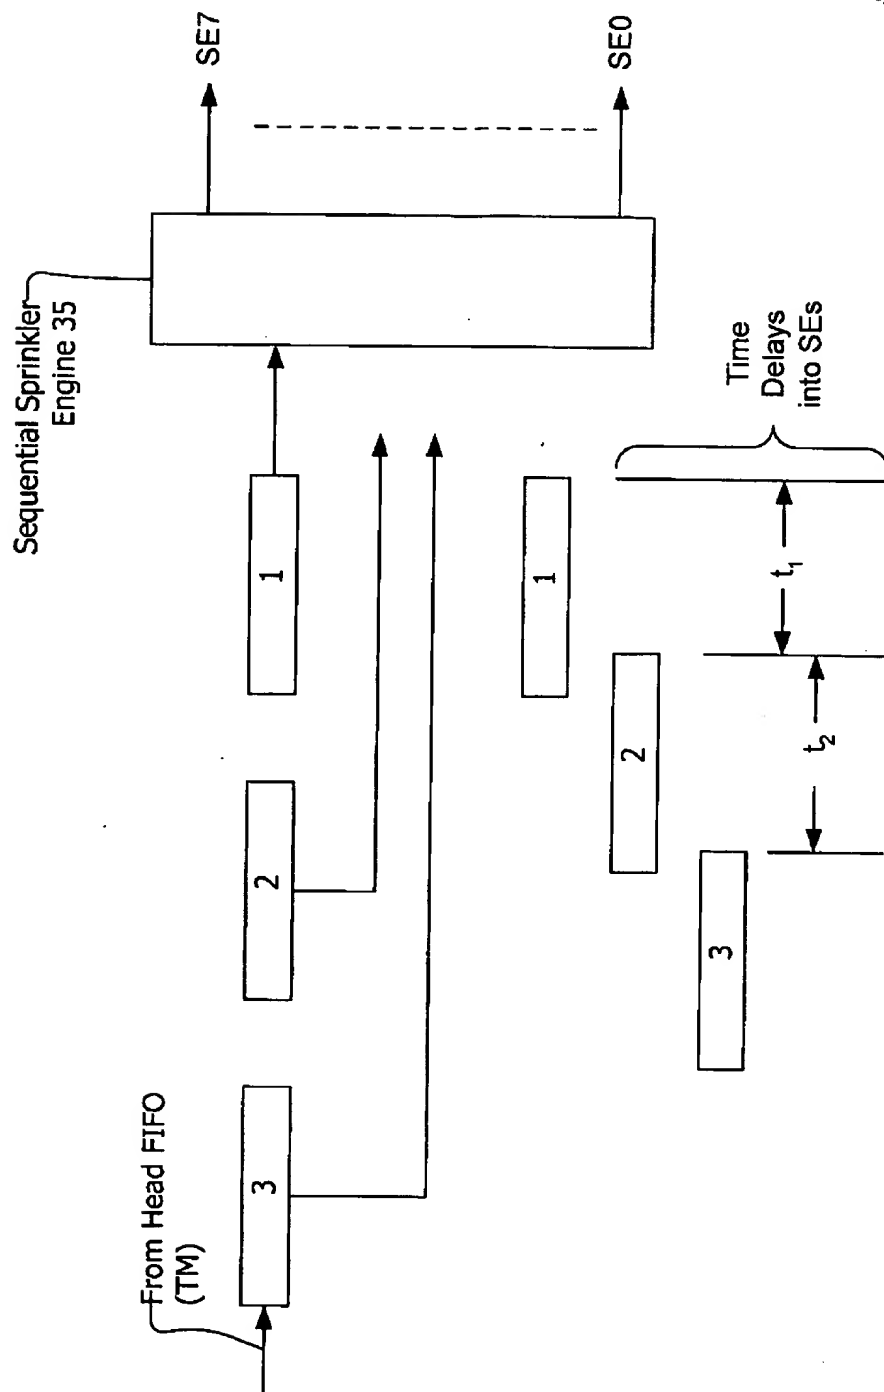 Sequential Sprinkler
Engine 35
SE7
SE0
From Head FIFO
(TM)
3
2
1
1
2
3
t₁
t₂
Time
Delays
into SEs